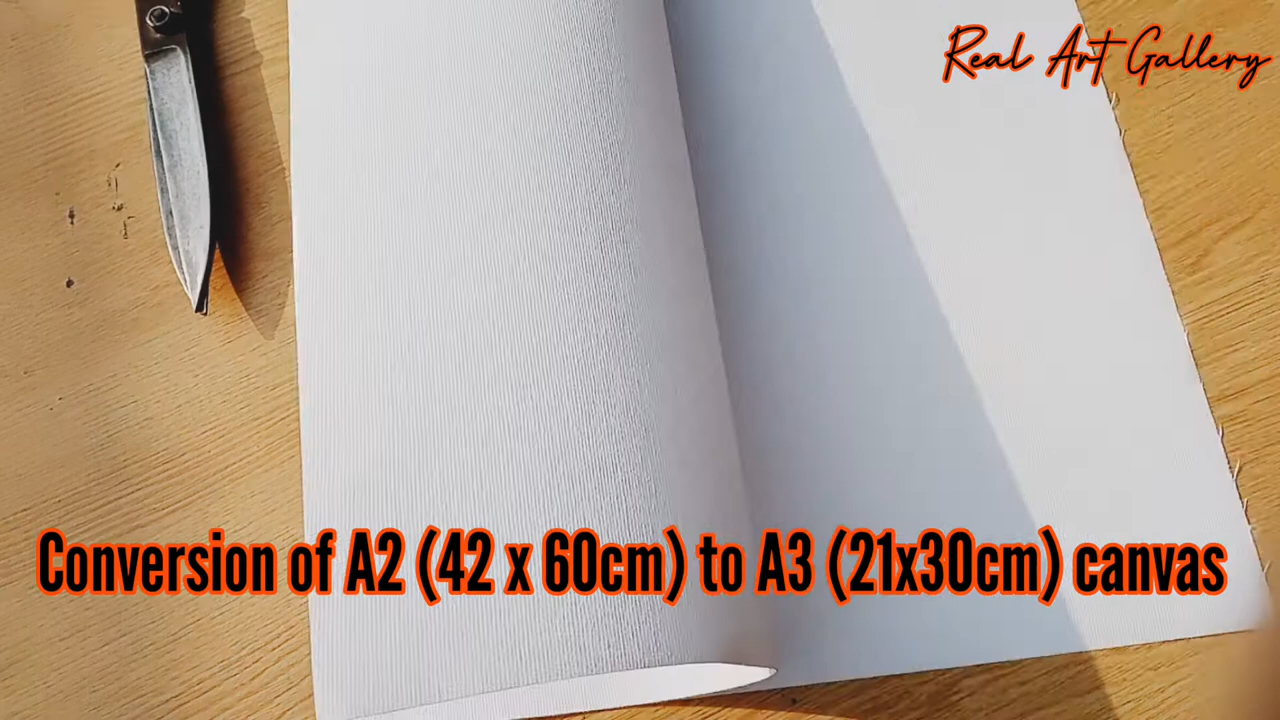 Real Art Gallery
Conversion of A2 (42 x 60cm) to A3 (21x30cm) canvas